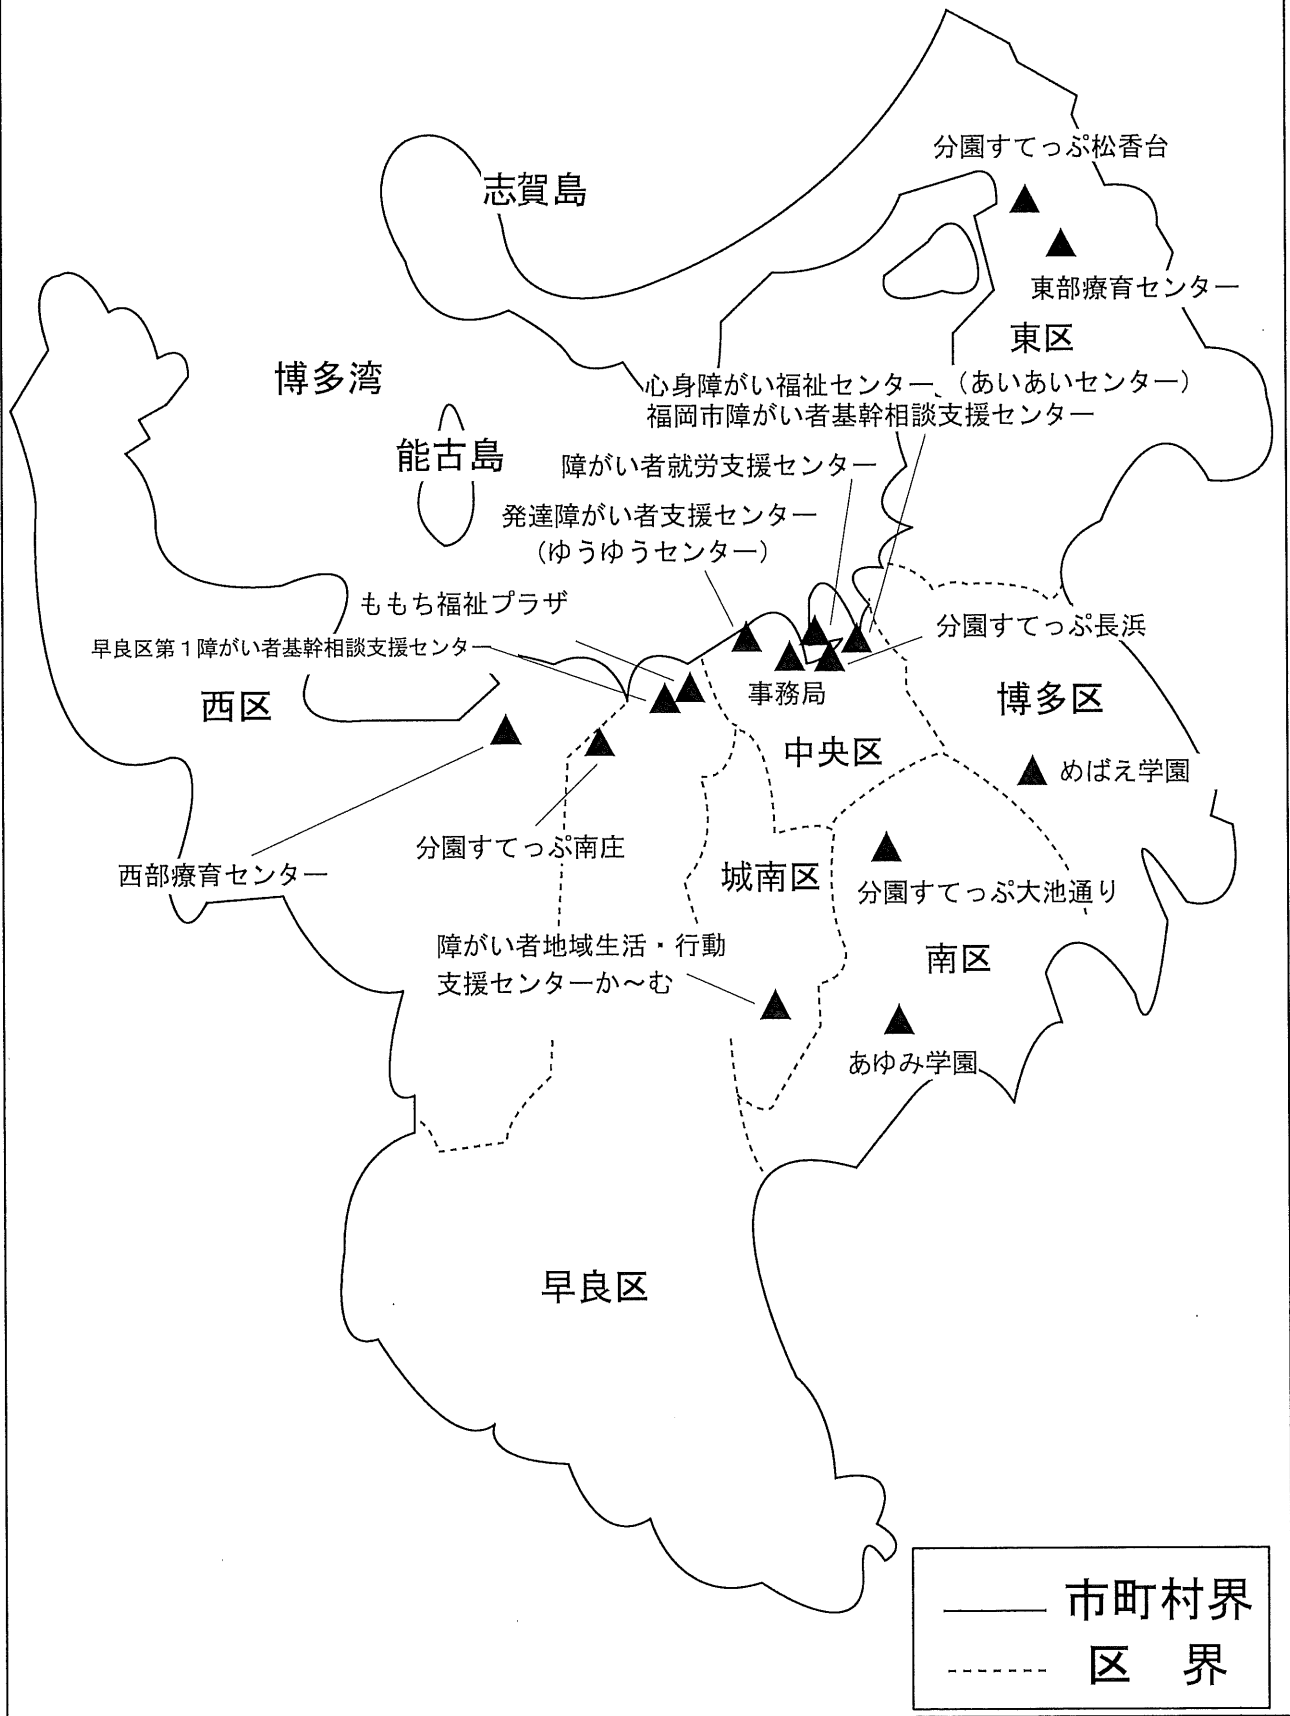 分園すてっぷ松香台
志賀島
東部療育センター
東区
博多湾
心身障がい福祉センター、（あいあいセンター）
福岡市障がい者基幹相談支援センター
能古島
障がい者就労支援センター
発達障がい者支援センター
（ゆうゆうセンター）
ももち福祉プラザ
分園すてっぷ長浜
早良区第１障がい者基幹相談支援センター
西区
事務局
博多区
中央区
めばえ学園
分園すてっぷ南庄
西部療育センター
城南区
分園すてっぷ大池通り
障がい者地域生活・行動
支援センターか～む
南区
あゆみ学園
早良区
市町村界
区　界